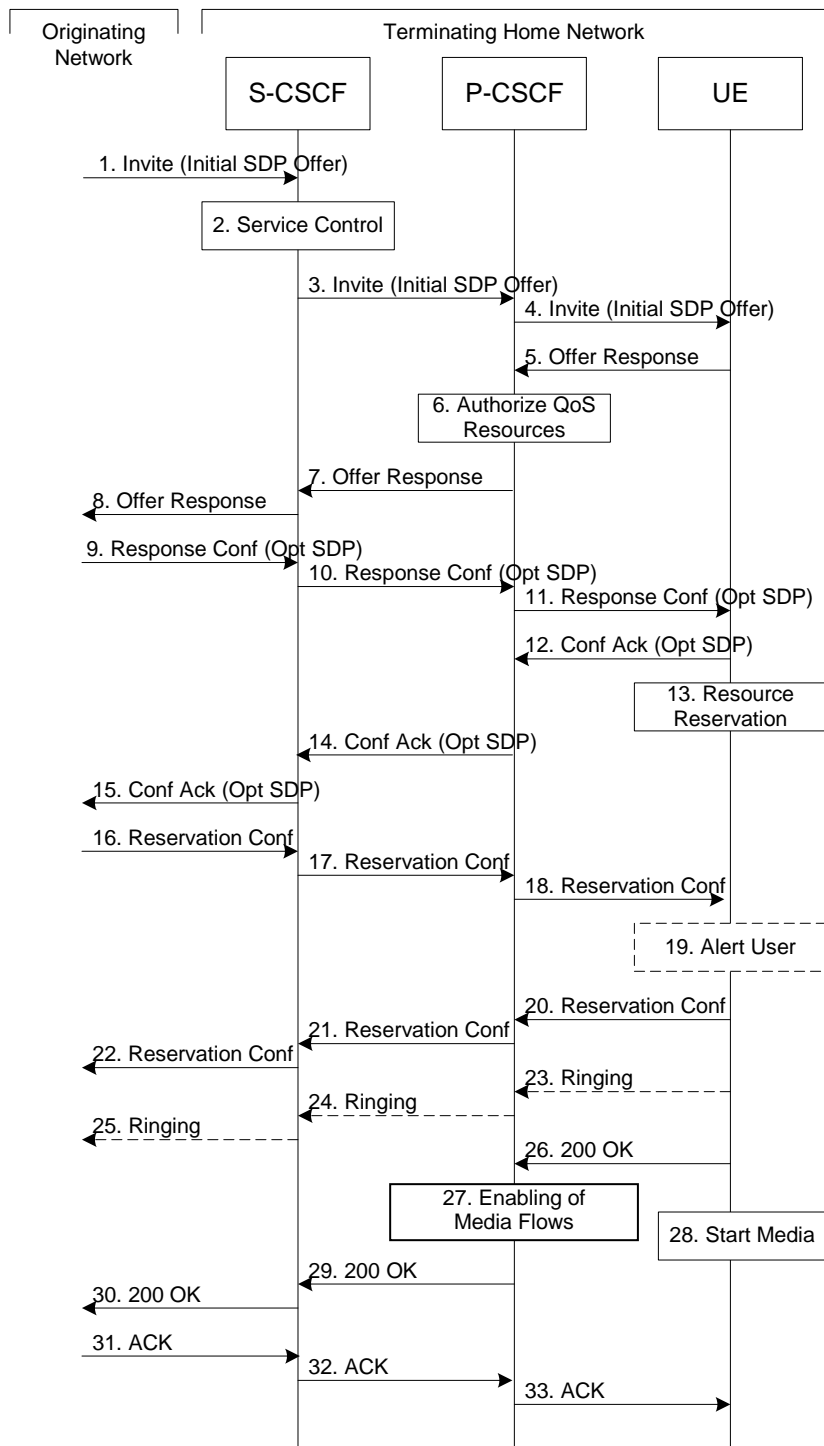 Originating
Network
Terminating Home Network
S-CSCF
P-CSCF
UE
1. Invite (Initial SDP Offer)
2. Service Control
3. Invite (Initial SDP Offer)
4. Invite (Initial SDP Offer)
5. Offer Response
6. Authorize QoS
Resources
7. Offer Response
8. Offer Response
9. Response Conf (Opt SDP)
10. Response Conf (Opt SDP)
11. Response Conf (Opt SDP)
12. Conf Ack (Opt SDP)
13. Resource
Reservation
14. Conf Ack (Opt SDP)
15. Conf Ack (Opt SDP)
16. Reservation Conf
17. Reservation Conf
18. Reservation Conf
19. Alert User
20. Reservation Conf
21. Reservation Conf
22. Reservation Conf
23. Ringing
24. Ringing
25. Ringing
26. 200 OK
27. Enabling of
Media Flows
28. Start Media
29. 200 OK
30. 200 OK
31. ACK
32. ACK
33. ACK